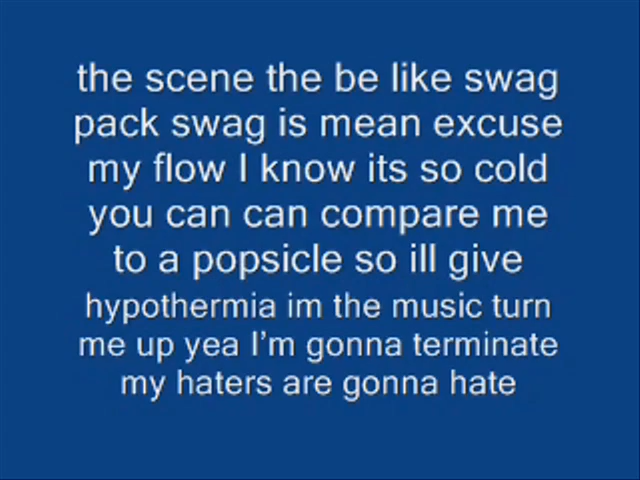 the scene the be like swag
pack swag is mean excuse
my flow I know its so cold
you can can compare me
to a popsicle so ill give
hypothermia im the music turn
me up yea I’m gonna terminate
my haters are gonna hate